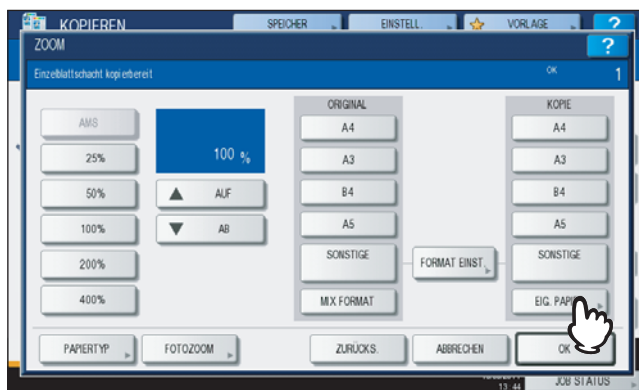 KOPIEREN SPEICHER EINSTELL. VORLAGE ?
ZOOM ?
Einzelblattschacht kopierbereit OK 1
ORIGINAL KOPIE
AMS A4 A4
25% 100 % A3 A3
50% AUF B4 B4
100% AB A5 A5
200% SONSTIGE FORMAT EINST. SONSTIGE
400% MIX FORMAT EIG. PAPIER
PAPIERTYP FOTOZOOM ZURÜCKS. ABBRECHEN OK
13:44 JOB STATUS